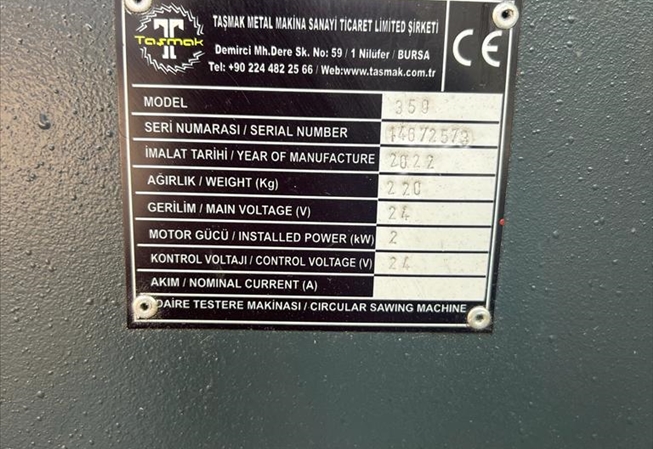 Taşmak
TAŞMAK METAL MAKİNA SANAYİ TİCARET LİMİTED ŞİRKETİ
Demirci Mh.Dere Sk. No: 59 / 1 Nilüfer / BURSA
Tel: +90 224 482 25 66 / Web:www.tasmak.com.tr
CE
MODEL 350
SERİ NUMARASI / SERIAL NUMBER 14672573
İMALAT TARİHİ / YEAR OF MANUFACTURE 2022
AĞIRLIK / WEIGHT (Kg) 220
GERİLİM / MAIN VOLTAGE (V) 24
MOTOR GÜCÜ / INSTALLED POWER (kW) 2
KONTROL VOLTAJI / CONTROL VOLTAGE (V) 24
AKIM / NOMINAL CURRENT (A)
DAİRE TESTERE MAKİNASI / CIRCULAR SAWING MACHINE